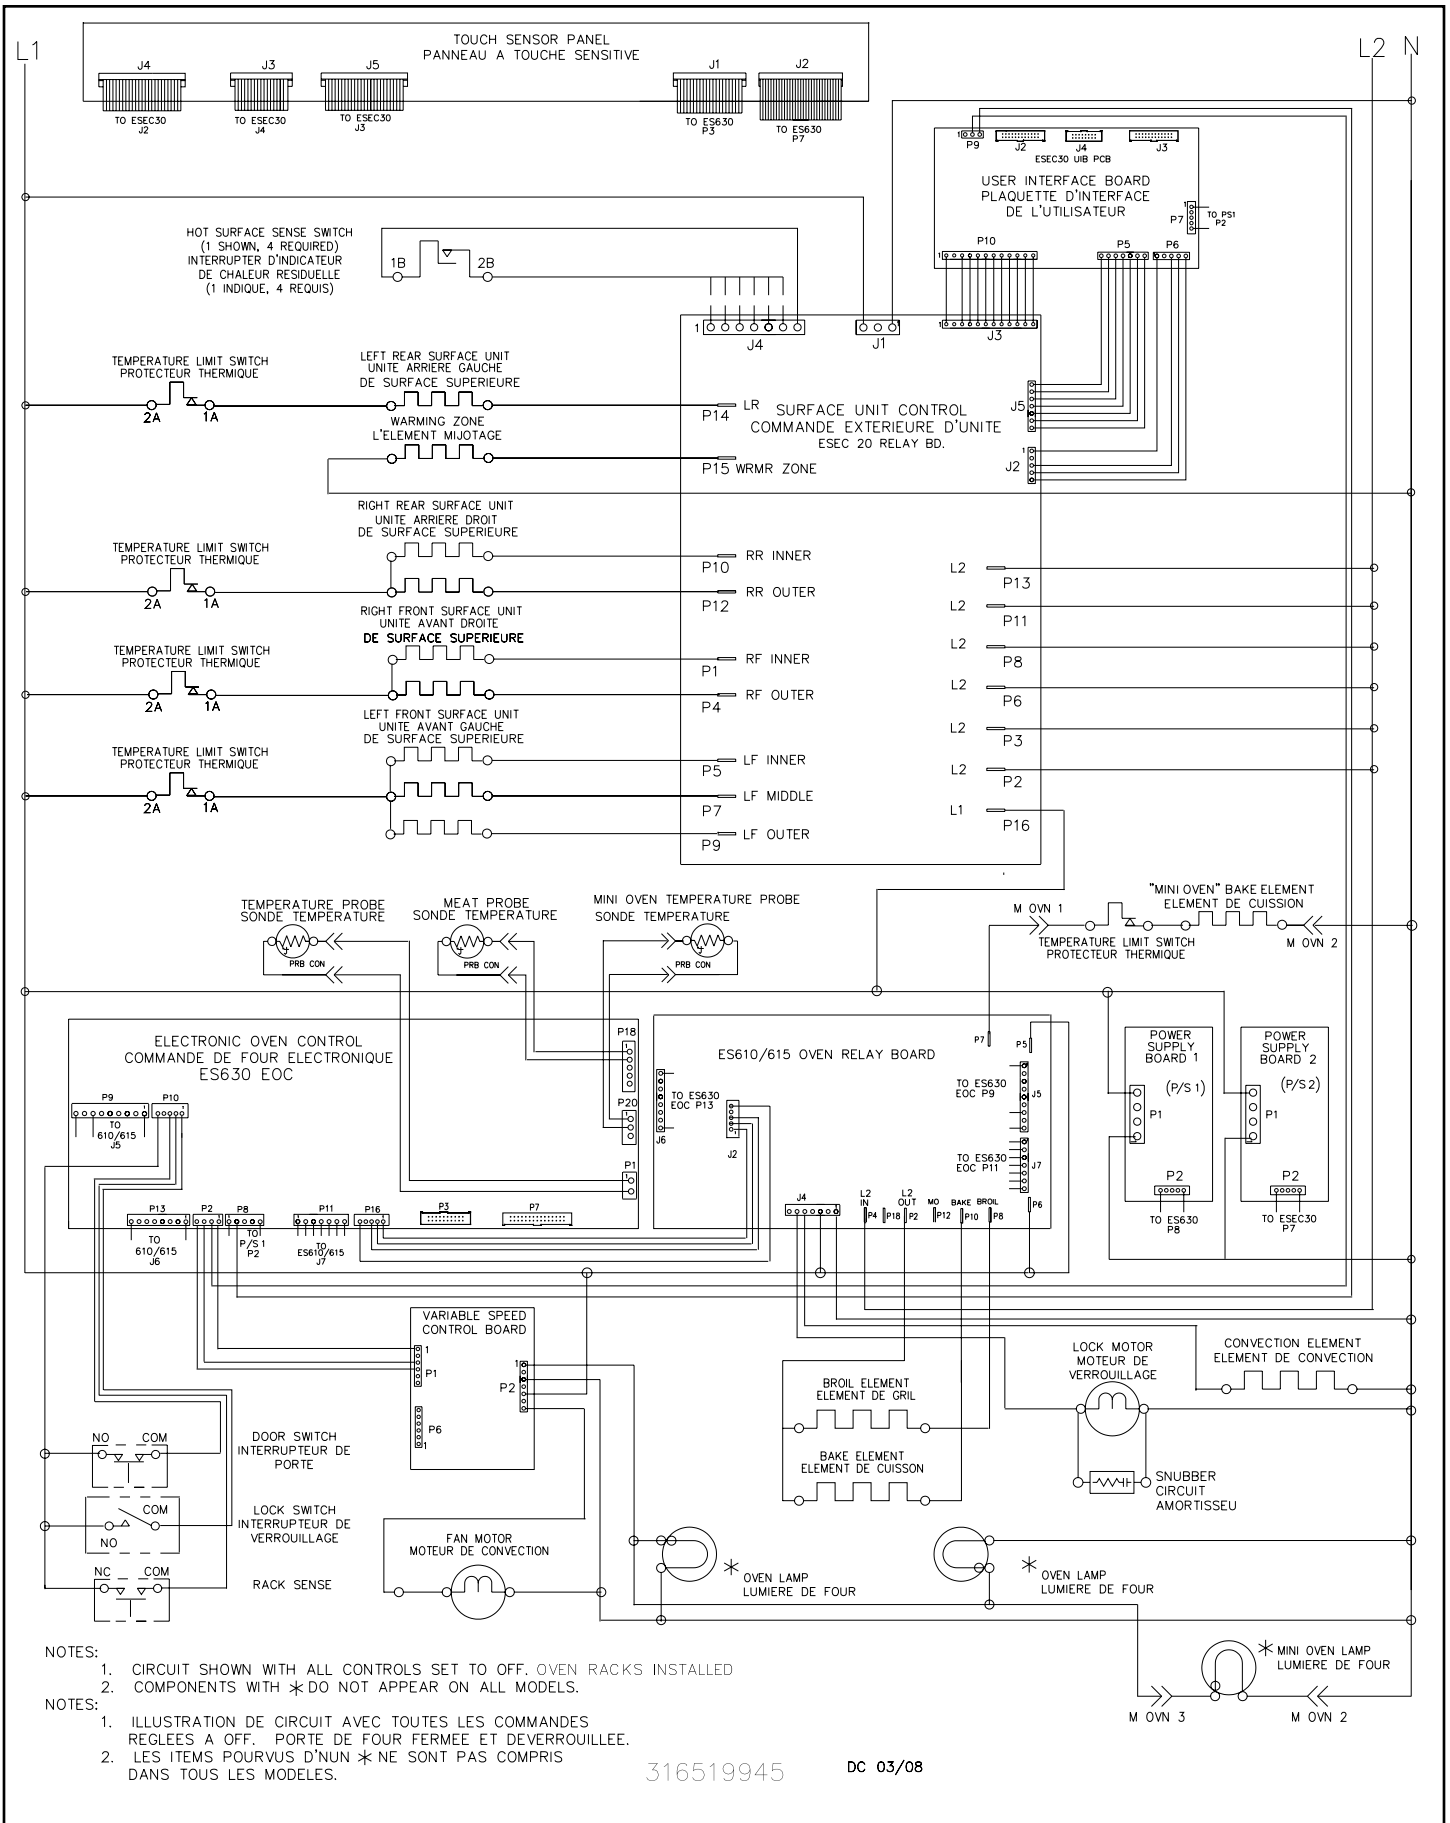 L1
L2 N
TOUCH SENSOR PANEL
PANNEAU A TOUCHE SENSITIVE
J4
J3
J5
J1
J2
TO ESEC30
J2
TO ESEC30
J4
TO ESEC30
J3
TO ES630
P3
TO ES630
P7
1
P9
J2
J4
J3
ESEC30 UIB PCB
USER INTERFACE BOARD
PLAQUETTE D'INTERFACE
DE L'UTILISATEUR
1
P7
TO PS1
P2
P10
P5
P6
1
1
1
HOT SURFACE SENSE SWITCH
(1 SHOWN, 4 REQUIRED)
INTERRUPTER D'INDICATEUR
DE CHALEUR RESIDUELLE
(1 INDIQUE, 4 REQUIS)
1B
2B
1
J4
1
J1
1
J3
TEMPERATURE LIMIT SWITCH
PROTECTEUR THERMIQUE
2A
1A
LEFT REAR SURFACE UNIT
UNITE ARRIERE GAUCHE
DE SURFACE SUPERIEURE
P14
LR
WARMING ZONE
L'ELEMENT MIJOTAGE
P15
WRMR ZONE
SURFACE UNIT CONTROL
COMMANDE EXTERIEURE D'UNITE
ESEC 20 RELAY BD.
J5
1
J2
RIGHT REAR SURFACE UNIT
UNITE ARRIERE DROIT
DE SURFACE SUPERIEURE
TEMPERATURE LIMIT SWITCH
PROTECTEUR THERMIQUE
2A
1A
P10
RR INNER
P12
RR OUTER
RIGHT FRONT SURFACE UNIT
UNITE AVANT DROITE
DE SURFACE SUPERIEURE
TEMPERATURE LIMIT SWITCH
PROTECTEUR THERMIQUE
2A
1A
P1
RF INNER
P4
RF OUTER
LEFT FRONT SURFACE UNIT
UNITE AVANT GAUCHE
DE SURFACE SUPERIEURE
TEMPERATURE LIMIT SWITCH
PROTECTEUR THERMIQUE
2A
1A
P5
LF INNER
P7
LF MIDDLE
P9
LF OUTER
L2
P13
L2
P11
L2
P8
L2
P6
L2
P3
L2
P2
L1
P16
TEMPERATURE PROBE
SONDE TEMPERATURE
PRB CON
MEAT PROBE
SONDE TEMPERATURE
PRB CON
MINI OVEN TEMPERATURE PROBE
SONDE TEMPERATURE
PRB CON
M OVN 1
TEMPERATURE LIMIT SWITCH
PROTECTEUR THERMIQUE
"MINI OVEN" BAKE ELEMENT
ELEMENT DE CUISSON
M OVN 2
ELECTRONIC OVEN CONTROL
COMMANDE DE FOUR ELECTRONIQUE
ES630 EOC
P9
P10
1
1
TO
610/615
J5
P18
1
P20
1
P1
1
P13
TO
610/615
J6
P2
P8
TO
P/S 1
P2
P11
TO
ES610/615
J7
P16
P3
P7
ES610/615 OVEN RELAY BOARD
TO ES630
EOC P13
J6
J2
1
P7
P5
TO ES630
EOC P9
J5
TO ES630
EOC P11
J7
J4
L2
IN
P4
P18
L2
OUT
P2
MO
P12
BAKE
P10
BROIL
P8
P6
POWER
SUPPLY
BOARD 1
(P/S 1)
P1
P2
TO ES630
P8
POWER
SUPPLY
BOARD 2
(P/S 2)
P1
P2
TO ESEC30
P7
VARIABLE SPEED
CONTROL BOARD
1
P1
1
P2
P6
1
BROIL ELEMENT
ELEMENT DE GRIL
BAKE ELEMENT
ELEMENT DE CUISSON
LOCK MOTOR
MOTEUR DE
VERROUILLAGE
SNUBBER
CIRCUIT
AMORTISSEU
CONVECTION ELEMENT
ELEMENT DE CONVECTION
NO
COM
DOOR SWITCH
INTERRUPTEUR DE
PORTE
COM
NO
LOCK SWITCH
INTERRUPTEUR DE
VERROUILLAGE
NC
COM
RACK SENSE
FAN MOTOR
MOTEUR DE CONVECTION
* OVEN LAMP
LUMIERE DE FOUR
* OVEN LAMP
LUMIERE DE FOUR
* MINI OVEN LAMP
LUMIERE DE FOUR
M OVN 3
M OVN 2
NOTES:
1. CIRCUIT SHOWN WITH ALL CONTROLS SET TO OFF. OVEN RACKS INSTALLED
2. COMPONENTS WITH * DO NOT APPEAR ON ALL MODELS.
NOTES:
1. ILLUSTRATION DE CIRCUIT AVEC TOUTES LES COMMANDES
REGLEES A OFF. PORTE DE FOUR FERMEE ET DEVERROUILLEE.
2. LES ITEMS POURVUS D'NUN * NE SONT PAS COMPRIS
DANS TOUS LES MODELES.
316519945
DC 03/08